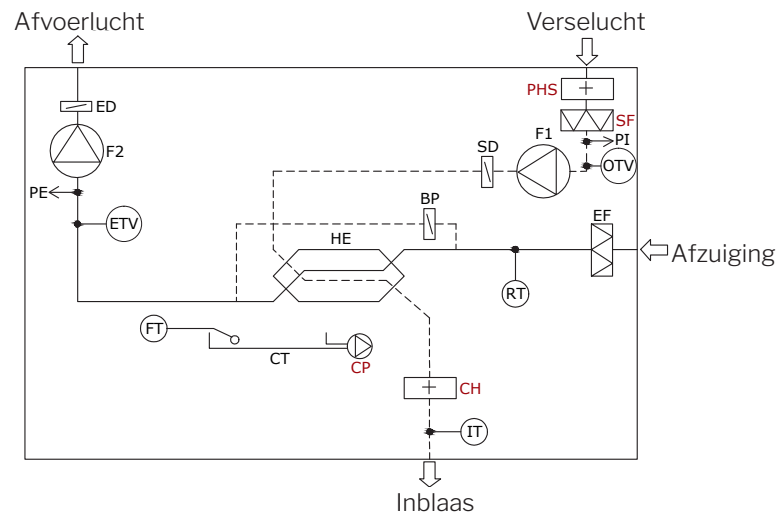 Afvoerlucht
Verselucht
PHS
ED
SF
F1
PI
F2
SD
OTV
PE
BP
EF
ETV
HE
Afzuiging
RT
FT
CT
CP
CH
IT
Inblaas